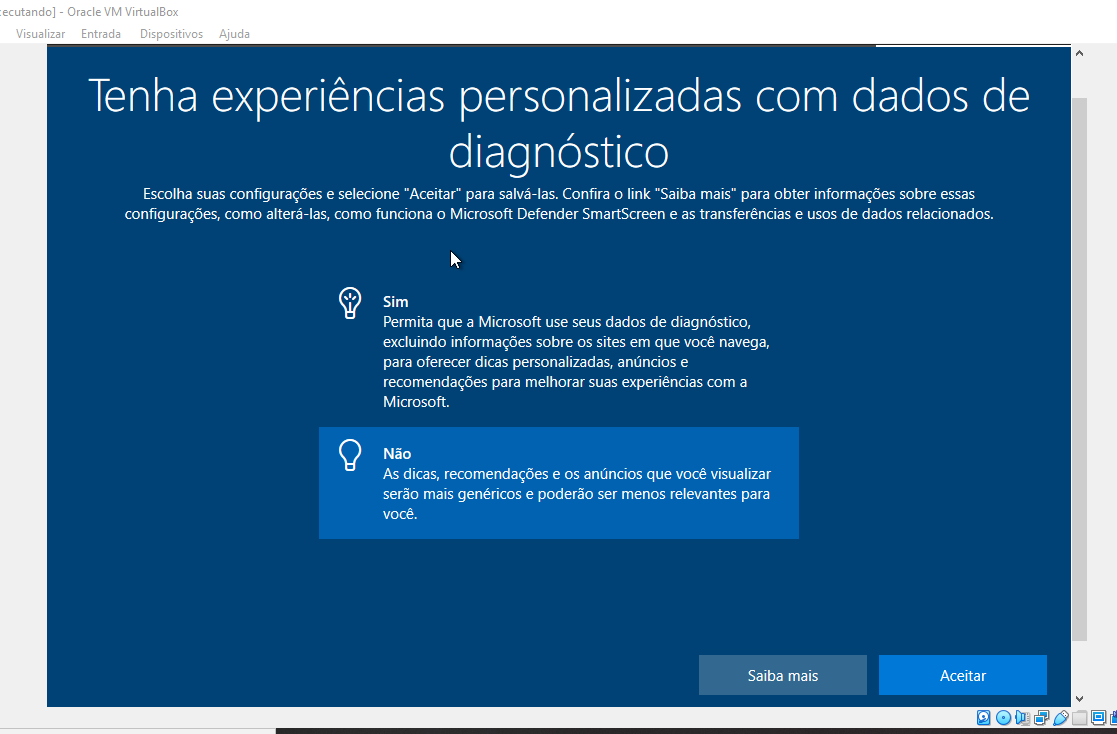 - Oracle VM VirtualBox
Visualizar Entrada Dispositivos Ajuda
Tenha experiências personalizadas com dados de
diagnóstico
Escolha suas configurações e selecione "Aceitar" para salvá-las. Confira o link "Saiba mais" para obter informações sobre essas
configurações, como alterá-las, como funciona o Microsoft Defender SmartScreen e as transferências e usos de dados relacionados.
Sim
Permita que a Microsoft use seus dados de diagnóstico,
excluindo informações sobre os sites em que você navega,
para oferecer dicas personalizadas, anúncios e
recomendações para melhorar suas experiências com a
Microsoft.
Não
As dicas, recomendações e os anúncios que você visualizar
serão mais genéricos e poderão ser menos relevantes para
você.
Saiba mais
Aceitar